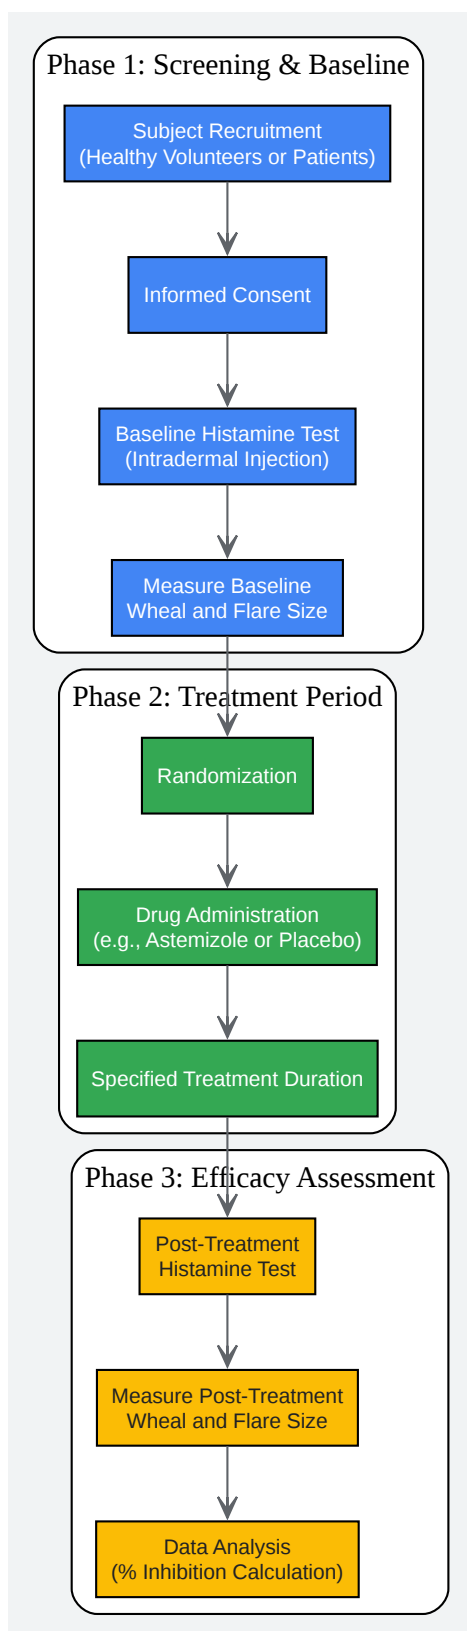 Phase 1: Screening & Baseline
Subject Recruitment
(Healthy Volunteers or Patients)
Informed Consent
Baseline Histamine Test
(Intradermal Injection)
Measure Baseline
Wheal and Flare Size
Phase 2: Treatment Period
Randomization
Drug Administration
(e.g., Astemizole or Placebo)
Specified Treatment Duration
Phase 3: Efficacy Assessment
Post-Treatment
Histamine Test
Measure Post-Treatment
Wheal and Flare Size
Data Analysis
(% Inhibition Calculation)